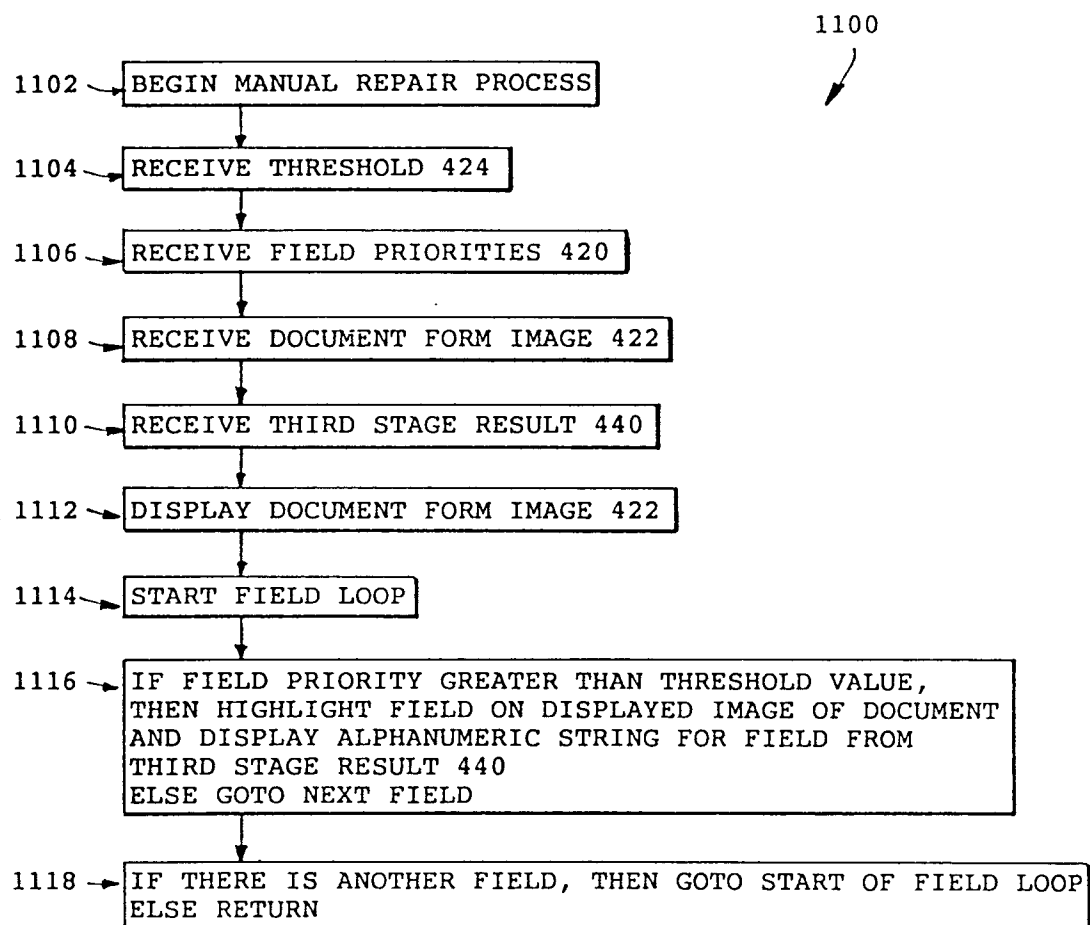 1100
1102 BEGIN MANUAL REPAIR PROCESS
1104 RECEIVE THRESHOLD 424
1106 RECEIVE FIELD PRIORITIES 420
1108 RECEIVE DOCUMENT FORM IMAGE 422
1110 RECEIVE THIRD STAGE RESULT 440
1112 DISPLAY DOCUMENT FORM IMAGE 422
1114 START FIELD LOOP
1116 IF FIELD PRIORITY GREATER THAN THRESHOLD VALUE,
THEN HIGHLIGHT FIELD ON DISPLAYED IMAGE OF DOCUMENT
AND DISPLAY ALPHANUMERIC STRING FOR FIELD FROM
THIRD STAGE RESULT 440
ELSE GOTO NEXT FIELD
1118 IF THERE IS ANOTHER FIELD, THEN GOTO START OF FIELD LOOP
ELSE RETURN